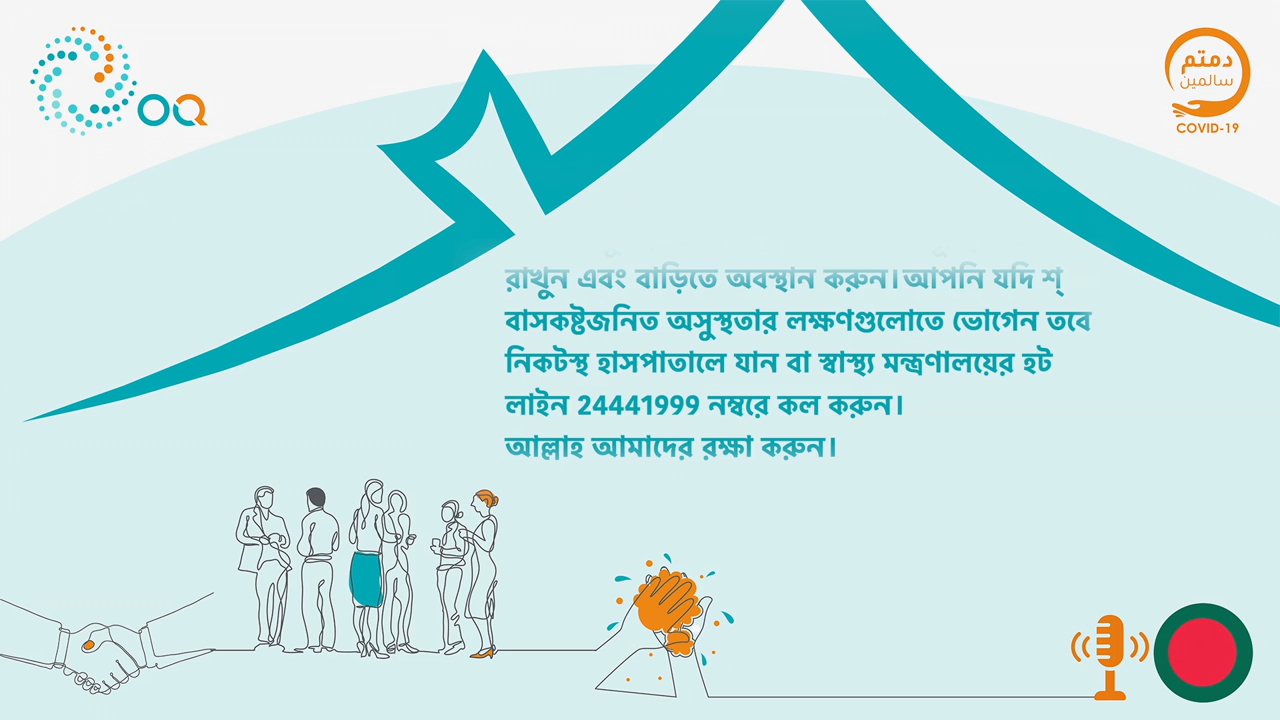 OQ
دمتم
سالمين
COVID-19
রাখুন এবং বাড়িতে অবস্থান করুন। আপনি যদি শ্
বাসকষ্টজনিত অসুস্থতার লক্ষণগুলোতে ভোগেন তবে
নিকটস্থ হাসপাতালে যান বা স্বাস্থ্য মন্ত্রণালয়ের হট
লাইন 24441999 নম্বরে কল করুন।
আল্লাহ আমাদের রক্ষা করুন।